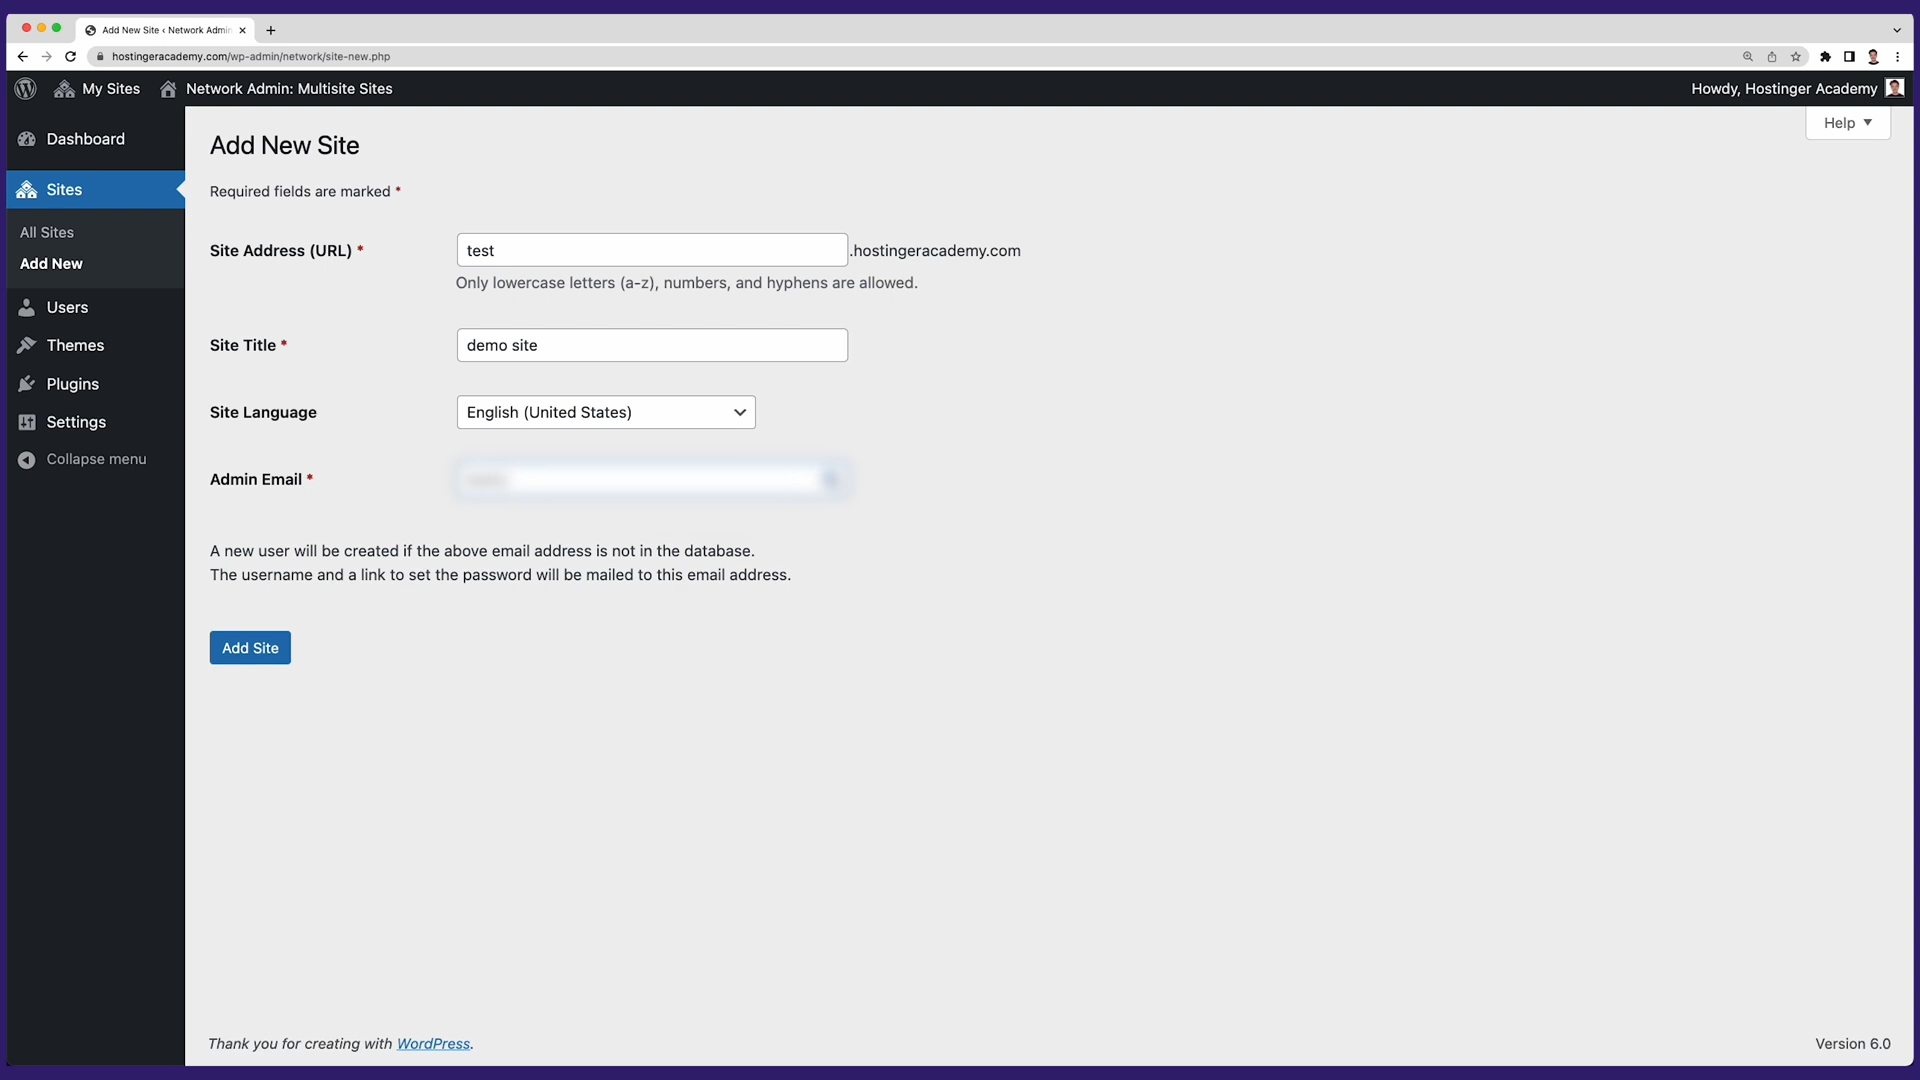 Add New Site ‹ Network Admin
hostingeracademy.com/wp-admin/network/site-new.php
My Sites
Network Admin: Multisite Sites
Howdy, Hostinger Academy
Help
Dashboard
Sites
All Sites
Add New
Users
Themes
Plugins
Settings
Collapse menu
Add New Site
Required fields are marked *
Site Address (URL) *
test
.hostingeracademy.com
Only lowercase letters (a-z), numbers, and hyphens are allowed.
Site Title *
demo site
Site Language
English (United States)
Admin Email *
A new user will be created if the above email address is not in the database.
The username and a link to set the password will be mailed to this email address.
Add Site
Thank you for creating with WordPress.
Version 6.0